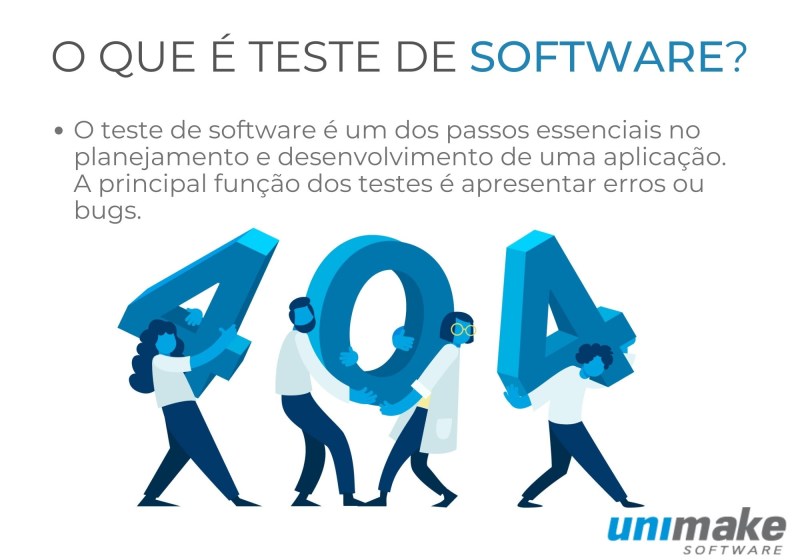 O QUE É TESTE DE SOFTWARE?
• O teste de software é um dos passos essenciais no
planejamento e desenvolvimento de uma aplicação.
A principal função dos testes é apresentar erros ou
bugs.
404
unimake
SOFTWARE